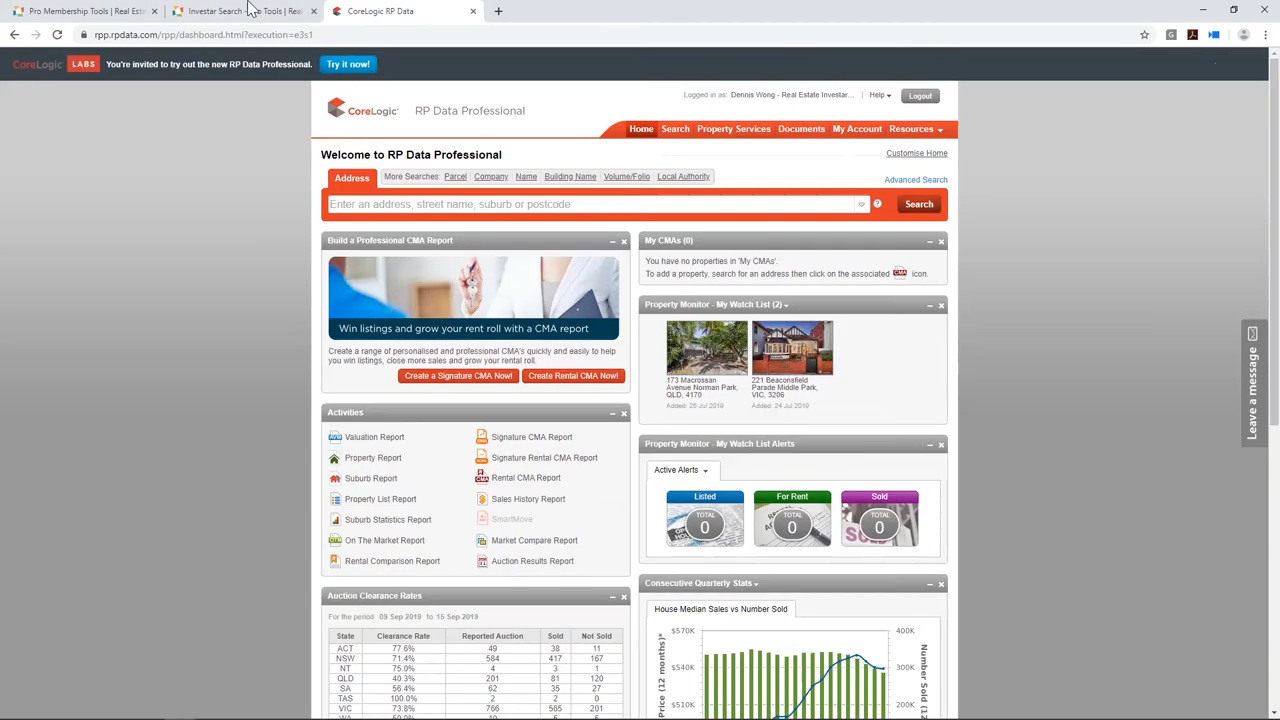 Pro Membership Tools | Real Esta
Investar Search
e Tools | Real
CoreLogic RP Data
rpp.rpdata.com/rpp/dashboard.html?execution=e3s1
CoreLogic LABS You're invited to try out the new RP Data Professional. Try it now!
CoreLogic RP Data Professional
Logged in as: Dennis Wong - Real Estate Investar... | Help Logout
Home Search Property Services Documents My Account Resources
Welcome to RP Data Professional
Customise Home
Address More Searches: Parcel Company Name Building Name Volume/Folio Local Authority
Advanced Search
Enter an address, street name, suburb or postcode
Search
Build a Professional CMA Report
Win listings and grow your rent roll with a CMA report
Create a range of personalised and professional CMA's quickly and easily to help
you win listings, close more sales and grow your rental roll.
Create a Signature CMA Now! Create Rental CMA Now!
Activities
Valuation Report Signature CMA Report
Property Report Signature Rental CMA Report
Suburb Report Rental CMA Report
Property List Report Sales History Report
Suburb Statistics Report SmartMove
On The Market Report Market Compare Report
Rental Comparison Report Auction Results Report
Auction Clearance Rates
For the period 09 Sep 2019 to 15 Sep 2019
State Clearance Rate Reported Auction Sold Not Sold
ACT 77.6% 49 38 11
NSW 71.4% 584 417 167
NT 75.0% 4 3 1
QLD 40.3% 201 81 120
SA 56.4% 62 35 27
TAS 100.0% 2 2 0
VIC 73.8% 766 565 201
My CMAs (0)
You have no properties in 'My CMAs'.
To add a property, search for an address then click on the associated CMA icon.
Property Monitor - My Watch List (2)
173 Macrossan
Avenue Norman Park,
QLD, 4170
Added: 25 Jul 2019
221 Beaconsfield
Parade Middle Park,
VIC, 3206
Added: 24 Jul 2019
Property Monitor - My Watch List Alerts
Active Alerts
Listed For Rent Sold
TOTAL TOTAL TOTAL
0 0 0
Consecutive Quarterly Stats
House Median Sales vs Number Sold
$570K 400K
$540K 300K
$510K 200K
Price (12 months)*
Number Sold (12
Leave a message